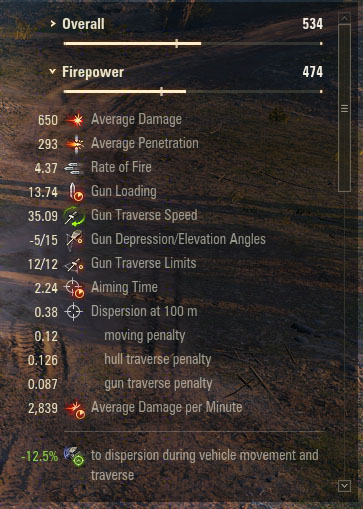 Overall 534
Firepower 474
650 Average Damage
293 Average Penetration
4.37 Rate of Fire
13.74 Gun Loading
35.09 Gun Traverse Speed
-5/15 Gun Depression/Elevation Angles
12/12 Gun Traverse Limits
2.24 Aiming Time
0.38 Dispersion at 100 m
0.12 moving penalty
0.126 hull traverse penalty
0.087 gun traverse penalty
2,839 Average Damage per Minute
-12.5% to dispersion during vehicle movement and
traverse